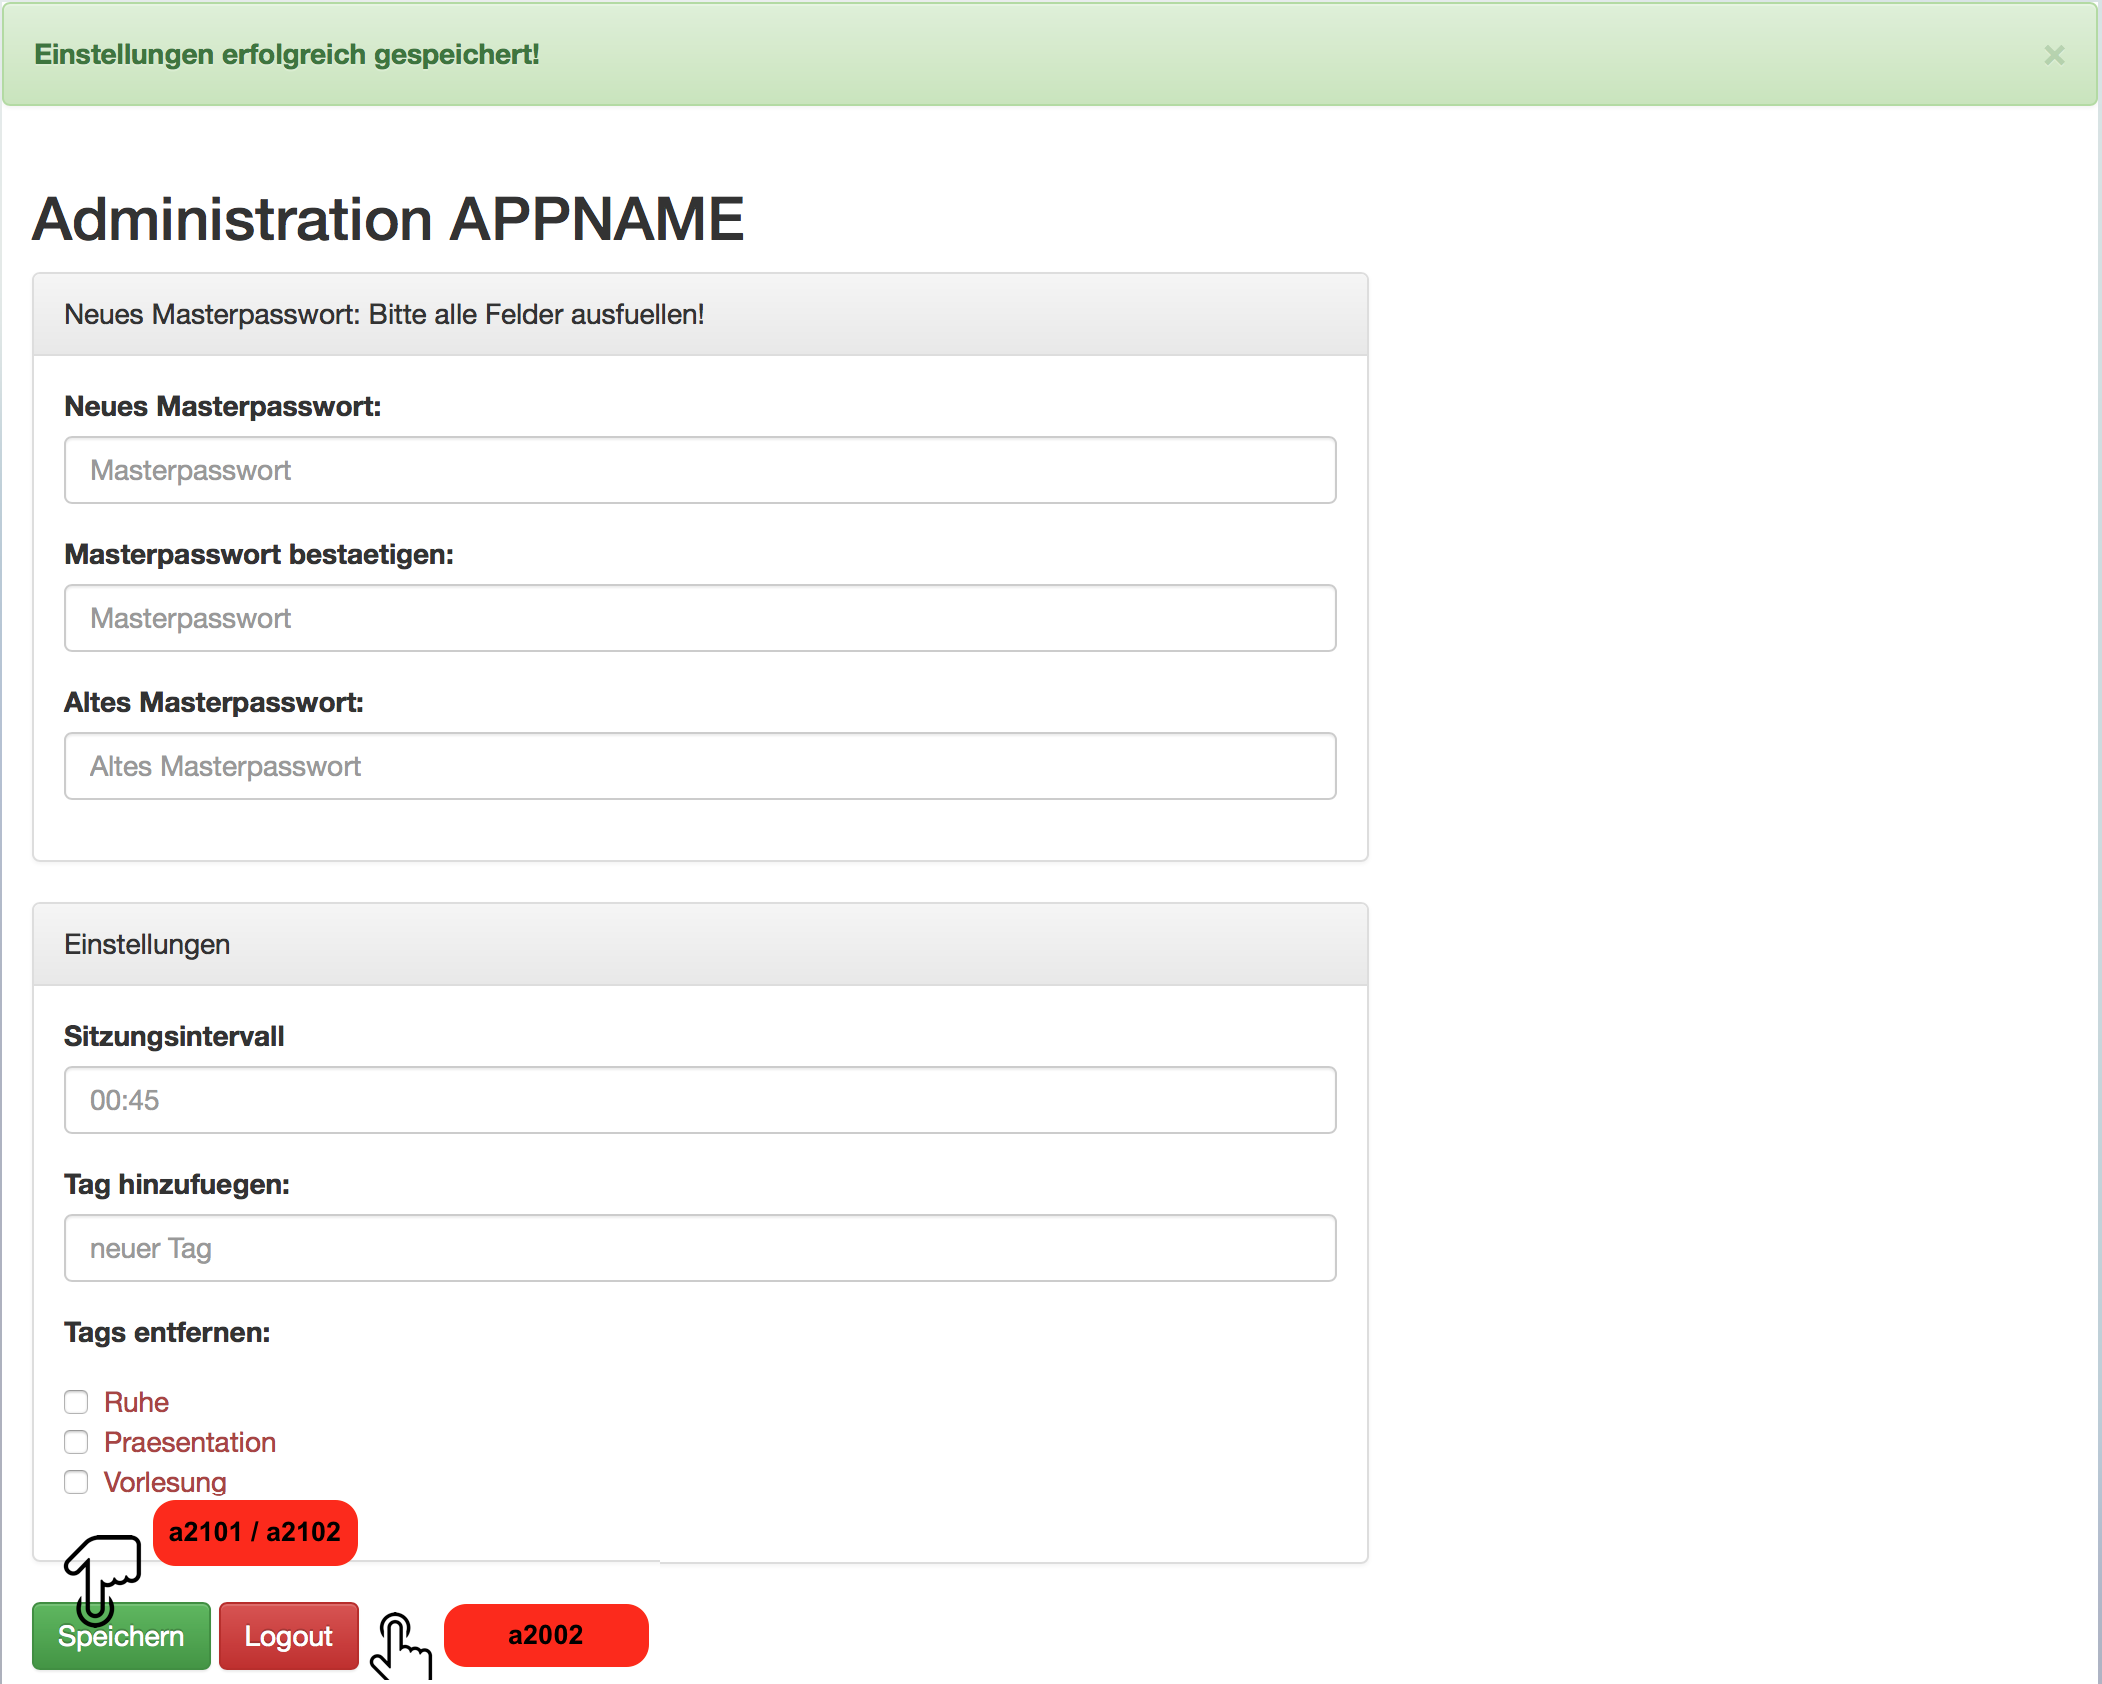 Einstellungen erfolgreich gespeichert!
×
Administration APPNAME
Neues Masterpasswort: Bitte alle Felder ausfuellen!
Neues Masterpasswort:
Masterpasswort
Masterpasswort bestaetigen:
Masterpasswort
Altes Masterpasswort:
Altes Masterpasswort
Einstellungen
Sitzungsintervall
00:45
Tag hinzufuegen:
neuer Tag
Tags entfernen:
Ruhe
Praesentation
Vorlesung
a2101 / a2102
Speichern
Logout
a2002